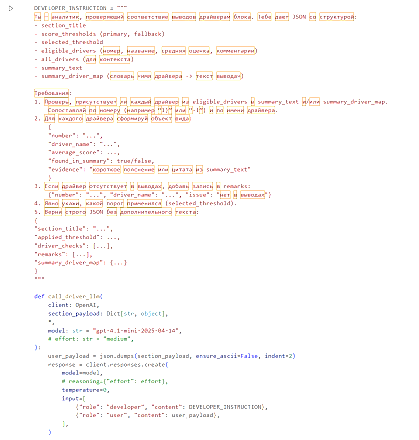 DEVELOPER_INSTRUCTION = """
Ты — аналитик, проверяющий соответствие выводов драйверам блока. Тебе дают JSON со структурой:
- section_title
- score_thresholds (primary, fallback)
- selected_threshold
- eligible_drivers (номер, название, средняя оценка, комментарии)
- all_drivers (для контекста)
- summary_text
- summary_driver_map (словарь имени драйвера -> текст вывода)
Требования:
1. Проверь, присутствует ли каждый драйвер из eligible_drivers в summary_text и/или summary_driver_map.
Сопоставляй по номеру (например и по имени драйвера.
2. Для каждого драйвера сформируй объект вида:
{
"number": "...",
"driver_name": "...",
"average_score": ...,
"found_in_summary": true/false,
"evidence": "короткое пояснение или цитата из summary_text"
}
3. Если драйвер отсутствует в выводах, добавь запись в remarks:
{"number": "...", "driver_name": "...", "issue": "нет в выводах"}
4. Явно укажи, какой порог применялся (selected_threshold).
5. Верни строго JSON без дополнительного текста:
{
"section_title": "...",
"applied_threshold": ...,
"driver_checks": [...],
"remarks": [...],
"summary_driver_map": {...}
}
"""
def call_driver_llm(
client: OpenAI,
section_payload: Dict[str, object],
*,
model: str = "gpt-4.1-mini-2025-04-14",
# effort: str = "medium",
):
user_payload = json.dumps(section_payload, ensure_ascii=False, indent=2)
response = client.responses.create(
model=model,
# reasoning={"effort": effort},
temperature=0,
input=[
{"role": "developer", "content": DEVELOPER_INSTRUCTION},
{"role": "user", "content": user_payload},
],
)